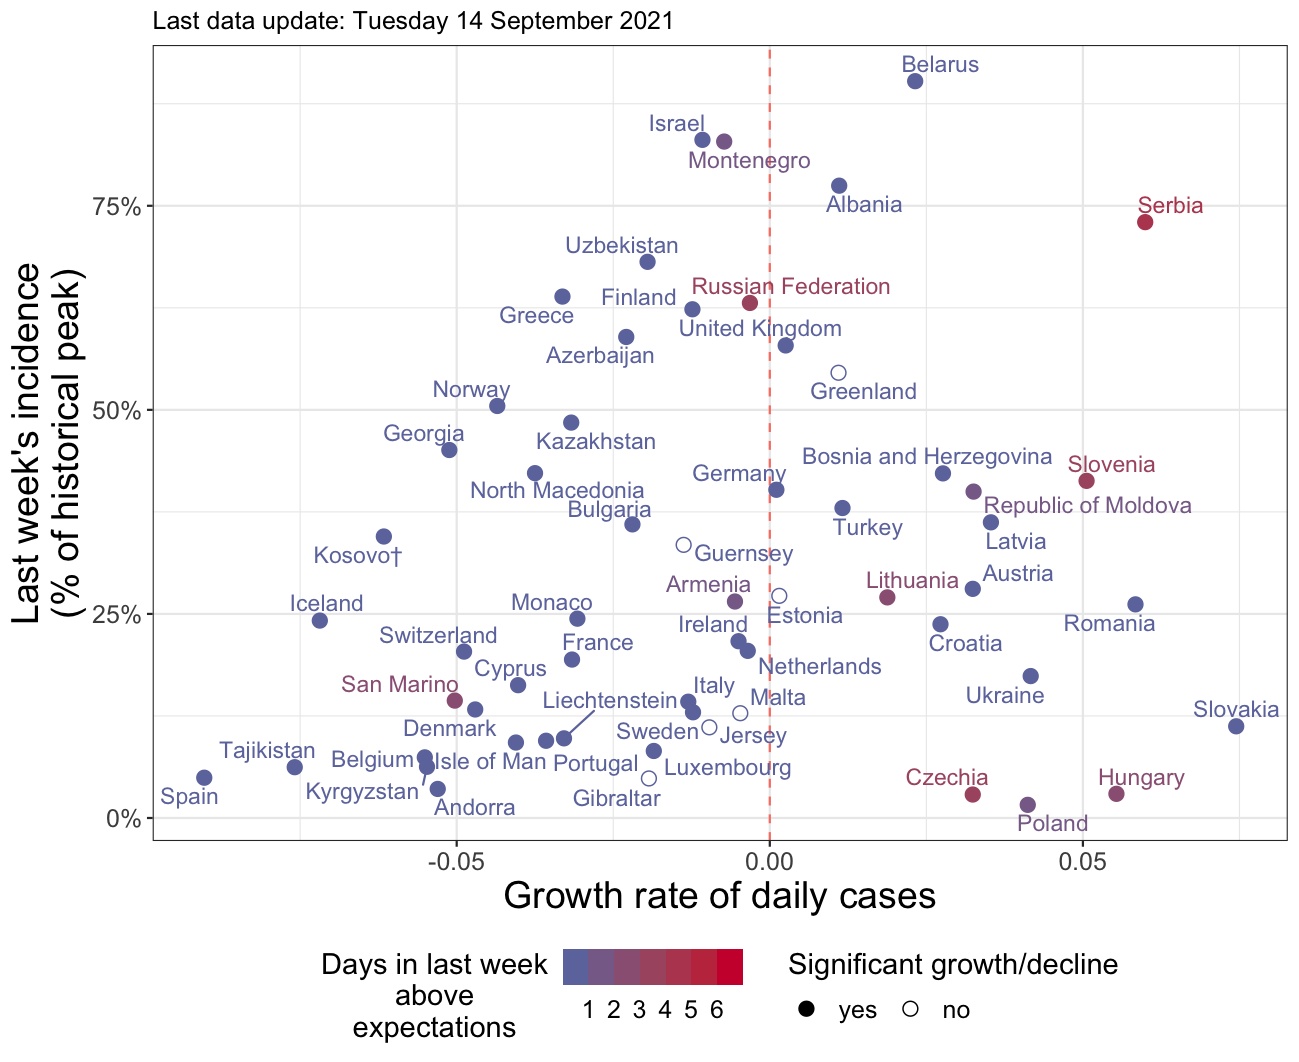 Last data update: Tuesday 14 September 2021
Last week's incidence
(% of historical peak)
75%
50%
25%
0%
Belarus
Israel
Montenegro
Albania
Serbia
Uzbekistan
Russian Federation
Finland
Greece
United Kingdom
Azerbaijan
Greenland
Norway
Georgia
Kazakhstan
Bosnia and Herzegovina
Slovenia
Germany
North Macedonia
Republic of Moldova
Bulgaria
Turkey
Latvia
Kosovo†
Guernsey
Austria
Armenia
Lithuania
Iceland
Monaco
Estonia
Romania
Ireland
Switzerland
France
Croatia
Cyprus
Netherlands
San Marino
Italy
Malta
Ukraine
Liechtenstein
Slovakia
Denmark
Sweden
Jersey
Tajikistan
Belgium
Isle of Man
Portugal
Luxembourg
Czechia
Hungary
Spain
Kyrgyzstan
Andorra
Gibraltar
Poland
-0.05
0.00
0.05
Growth rate of daily cases
Days in last week
above
expectations
1 2 3 4 5 6
Significant growth/decline
yes
no